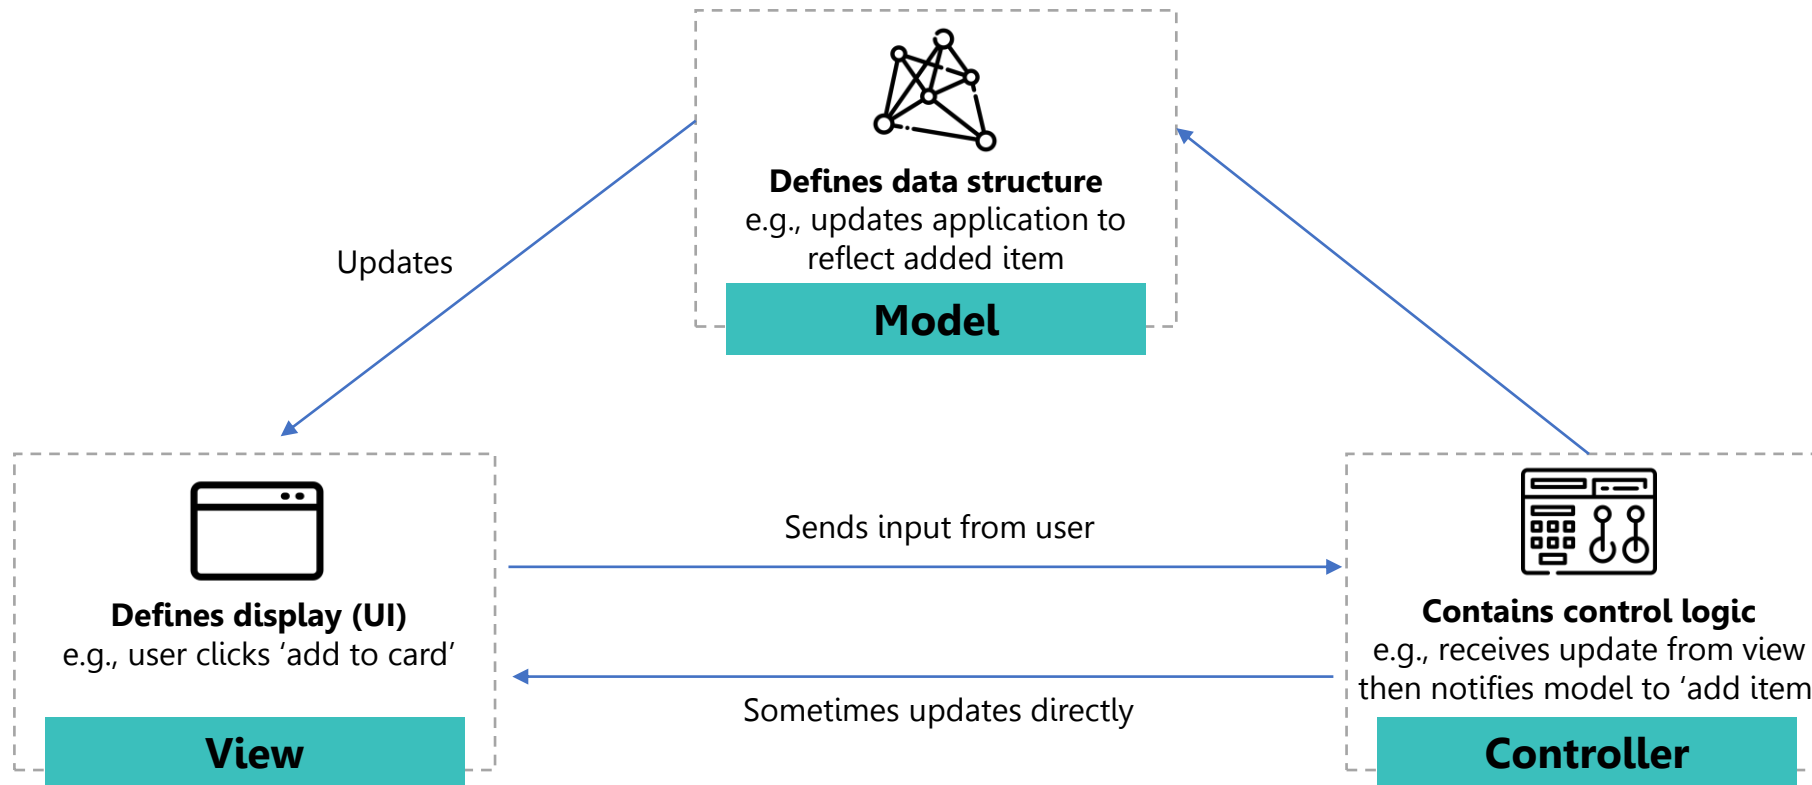 Defines data structure
e.g., updates application to
reflect added item
Model
Updates
Sends input from user
Sometimes updates directly
Defines display (UI)
e.g., user clicks ‘add to card’
View
Contains control logic
e.g., receives update from view
then notifies model to ‘add item
Controller